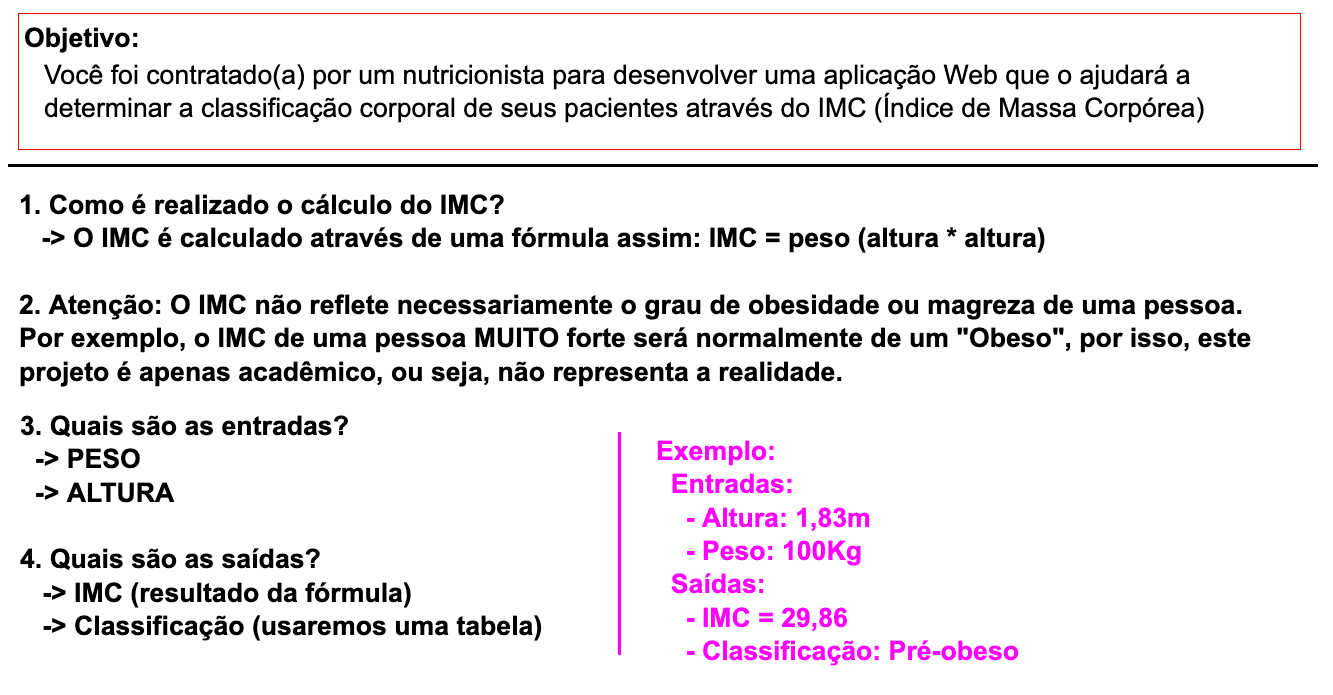 Objetivo:
Você foi contratado(a) por um nutricionista para desenvolver uma aplicação Web que o ajudará a
determinar a classificação corporal de seus pacientes através do IMC (Índice de Massa Corpórea)
1. Como é realizado o cálculo do IMC?
-> O IMC é calculado através de uma fórmula assim: IMC = peso (altura * altura)
2. Atenção: O IMC não reflete necessariamente o grau de obesidade ou magreza de uma pessoa.
Por exemplo, o IMC de uma pessoa MUITO forte será normalmente de um "Obeso", por isso, este
projeto é apenas acadêmico, ou seja, não representa a realidade.
3. Quais são as entradas?
-> PESO
-> ALTURA
4. Quais são as saídas?
-> IMC (resultado da fórmula)
-> Classificação (usaremos uma tabela)
Exemplo:
Entradas:
- Altura: 1,83m
- Peso: 100Kg
Saídas:
- IMC = 29,86
- Classificação: Pré-obeso